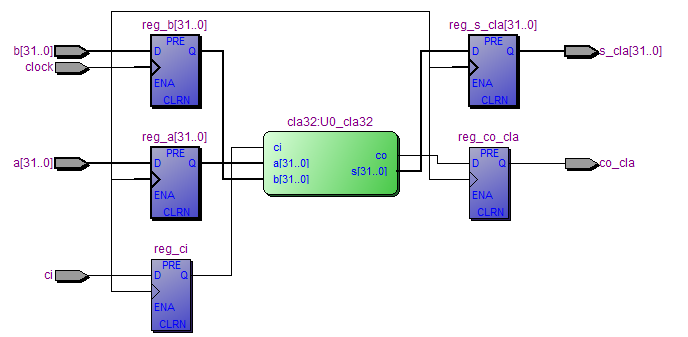 reg_b[31..0]
PRE
b[31..0]
D
Q
clock
ENA
CLRN
reg_a[31..0]
PRE
a[31..0]
D
Q
ENA
CLRN
reg_ci
PRE
ci
D
Q
ENA
CLRN
cla32:U0_cla32
ci
a[31..0]
b[31..0]
co
s[31..0]
reg_s_cla[31..0]
PRE
D
Q
s_cla[31..0]
ENA
CLRN
reg_co_cla
PRE
D
Q
co_cla
ENA
CLRN